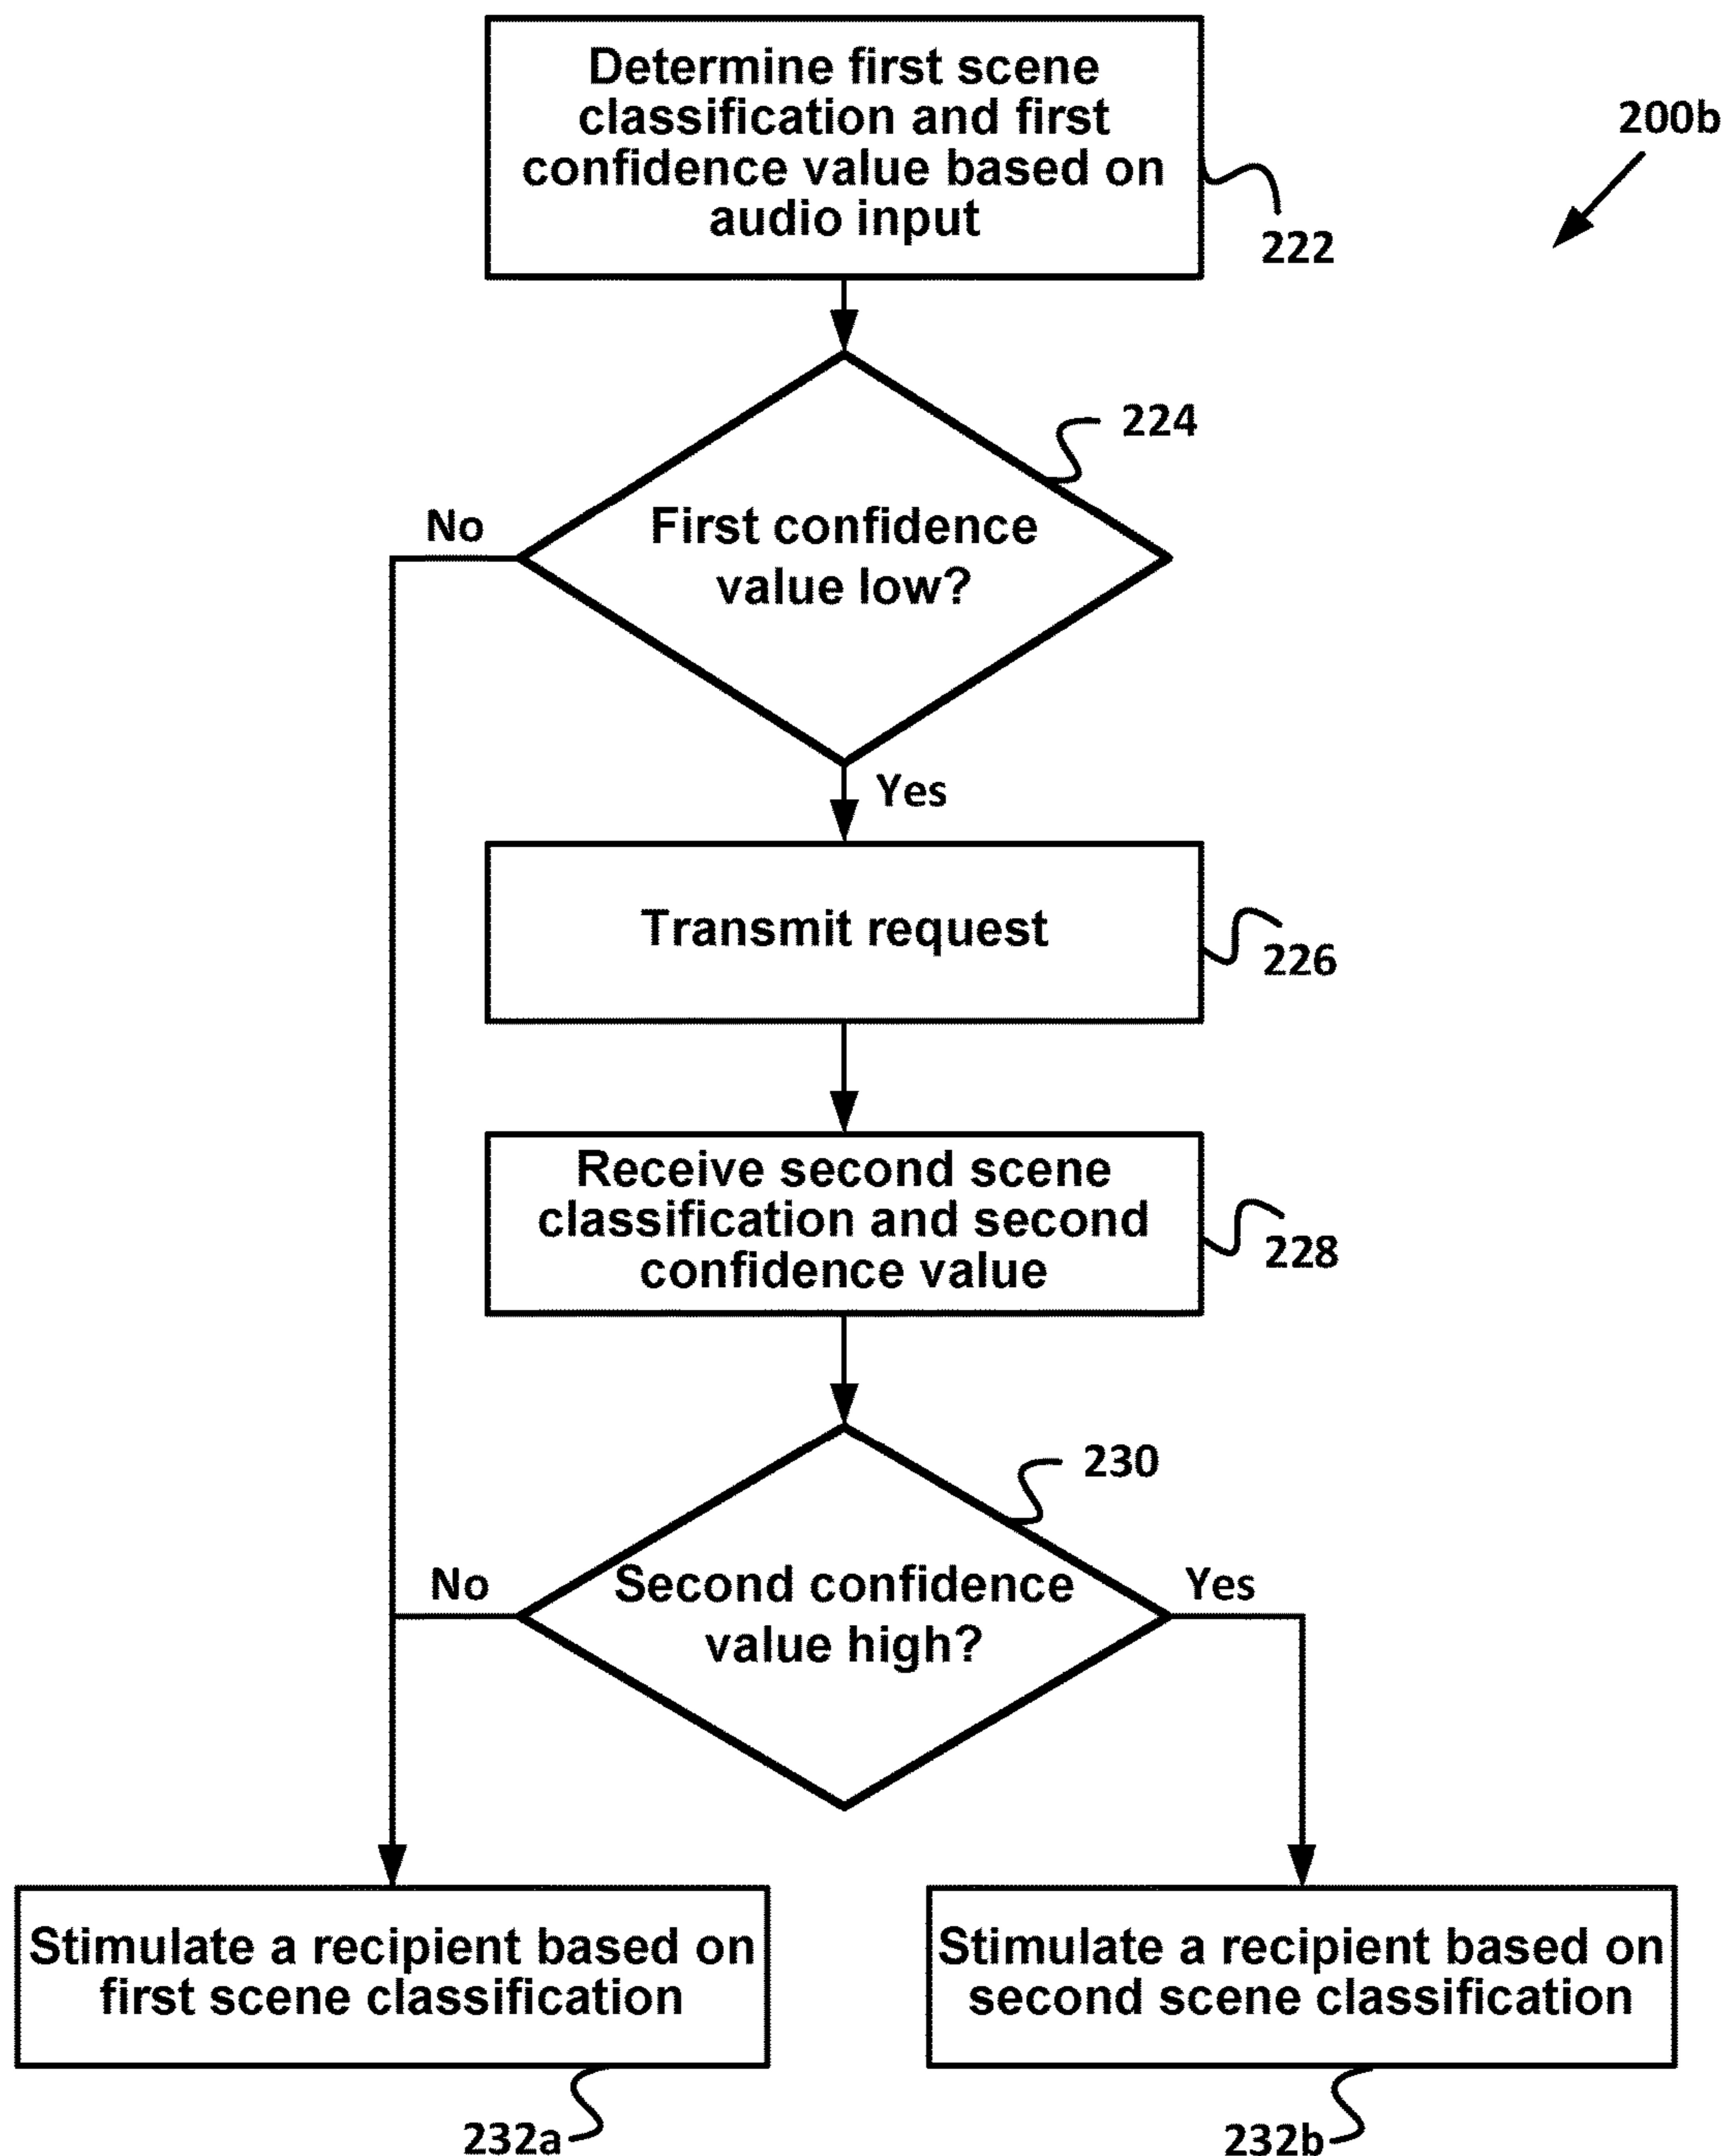 Determine first scene
classification and first
confidence value based on
audio input
200b
222
224
No
First confidence
value low?
Yes
Transmit request
226
Receive second scene
classification and second
confidence value
228
230
No
Second confidence
value high?
Yes
Stimulate a recipient based on
first scene classification
Stimulate a recipient based on
second scene classification
232a
232b